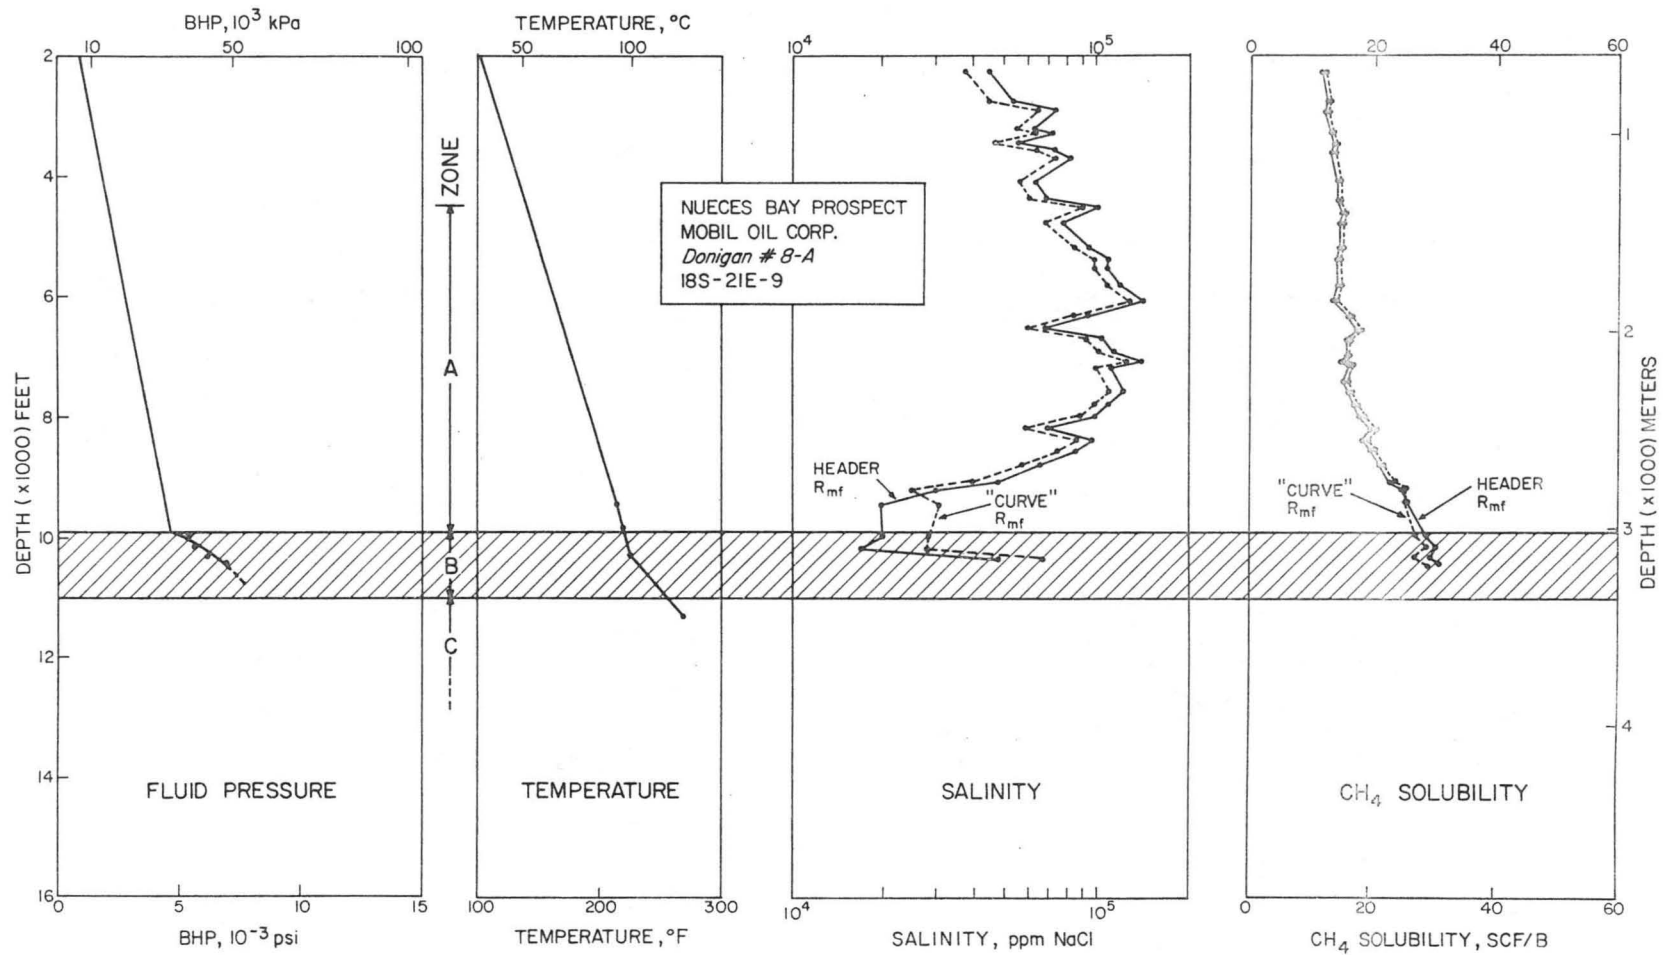 BHP, 10³ kPa
10 50 100
TEMPERATURE, °C
50 100
10⁴ 10⁵
0 20 40 60
DEPTH (x1000) FEET
2
4
6
8
10
12
14
16
ZONE
A
B
C
NUECES BAY PROSPECT
MOBIL OIL CORP.
Donigan # 8-A
18S-21E-9
HEADER
Rmf
"CURVE"
Rmf
"CURVE"
Rmf
HEADER
Rmf
1
2
3
4
DEPTH (x1000) METERS
FLUID PRESSURE
TEMPERATURE
SALINITY
CH₄ SOLUBILITY
0 5 10 15
BHP, 10⁻³ psi
100 200 300
TEMPERATURE, °F
10⁴ 10⁵
SALINITY, ppm NaCl
0 20 40 60
CH₄ SOLUBILITY, SCF/B